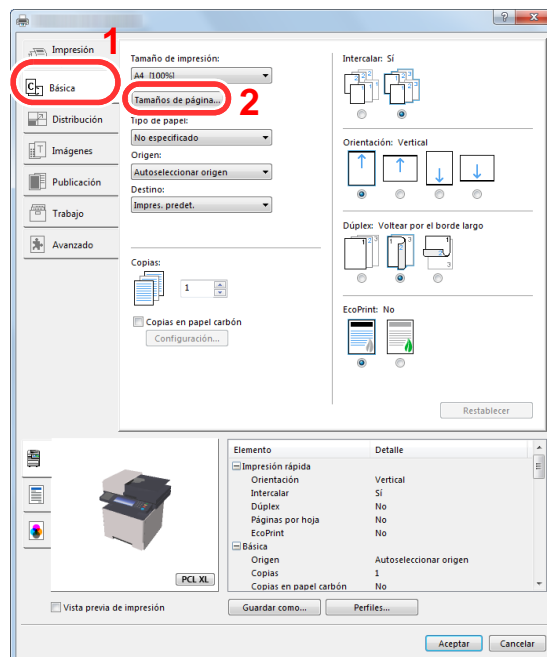 Impresión
1
Básica
Distribución
Imágenes
Publicación
Trabajo
Avanzado
Tamaño de impresión:
A4 [100%]
Tamaños de página...
2
Tipo de papel:
No especificado
Origen:
Autoseleccionar origen
Destino:
Impres. predet.
Copias:
1
Copias en papel carbón
Configuración...
Intercalar: Sí
Orientación: Vertical
Dúplex: Voltear por el borde largo
EcoPrint: No
Restablecer
PCL XL
Vista previa de impresión
Elemento Detalle
Impresión rápida
Orientación Vertical
Intercalar Sí
Dúplex No
Páginas por hoja No
EcoPrint No
Básica
Origen Autoseleccionar origen
Copias 1
Copias en papel carbón No
Guardar como... Perfiles...
Aceptar Cancelar